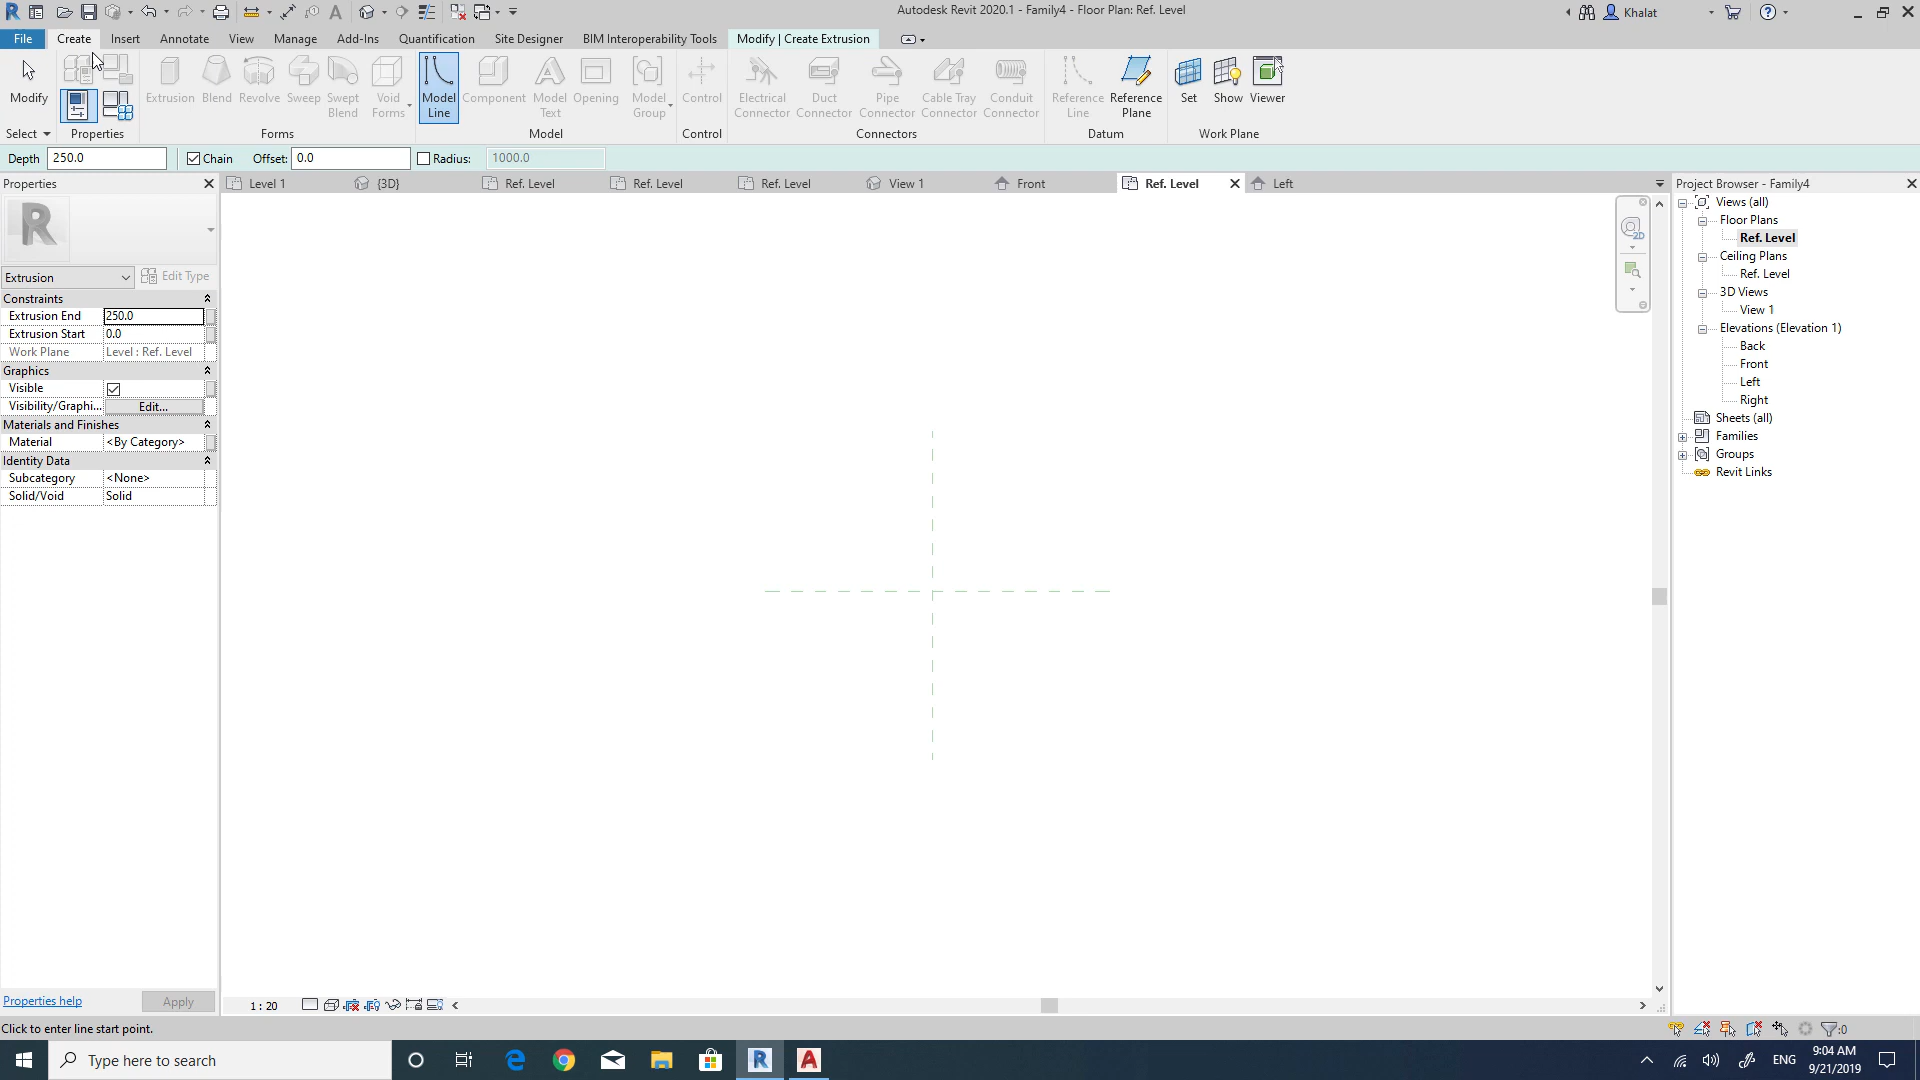 Autodesk Revit 2020.1 - Family4 - Floor Plan: Ref. Level
Khalat
File Create Insert Annotate View Manage Add-Ins Quantification Site Designer BIM Interoperability Tools Modify | Create Extrusion
Modify
Select
Properties
Extrusion Blend Revolve Sweep Swept Blend Void Forms
Forms
Model Line Component Model Text Opening Model Group
Model
Control
Control
Electrical Connector Duct Connector Pipe Connector Cable Tray Connector Conduit Connector
Connectors
Reference Line Reference Plane
Datum
Set Show Viewer
Work Plane
Depth 250.0 Chain Offset: 0.0 Radius: 1000.0
Properties
Level 1 {3D} Ref. Level Ref. Level Ref. Level View 1 Front Ref. Level Left
Extrusion Edit Type
Constraints
Extrusion End 250.0
Extrusion Start 0.0
Work Plane Level : Ref. Level
Graphics
Visible
Visibility/Graphi... Edit...
Materials and Finishes
Material <By Category>
Identity Data
Subcategory <None>
Solid/Void Solid
Properties help Apply
2D
Project Browser - Family4
Views (all)
Floor Plans
Ref. Level
Ceiling Plans
Ref. Level
3D Views
View 1
Elevations (Elevation 1)
Back
Front
Left
Right
Sheets (all)
Families
Groups
Revit Links
1 : 20
Click to enter line start point.
:0
Type here to search
ENG
9:04 AM
9/21/2019